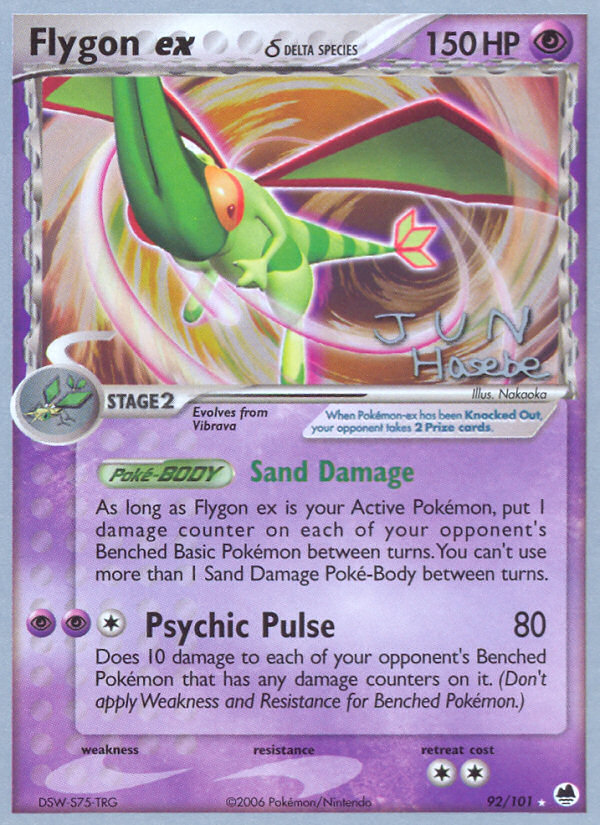 Flygon ex δ DELTA SPECIES 150 HP
JUN
Hasebe
Illus. Nakaoka
STAGE 2
Evolves from
Vibrava
When Pokémon-ex has been Knocked Out,
your opponent takes 2 Prize cards.
Poké-BODY Sand Damage
As long as Flygon ex is your Active Pokémon, put 1
damage counter on each of your opponent's
Benched Basic Pokémon between turns. You can't use
more than 1 Sand Damage Poké-Body between turns.
Psychic Pulse 80
Does 10 damage to each of your opponent's Benched
Pokémon that has any damage counters on it. (Don't
apply Weakness and Resistance for Benched Pokémon.)
weakness resistance retreat cost
DSW-S75-TRG ©2006 Pokémon/Nintendo 92/101 ★